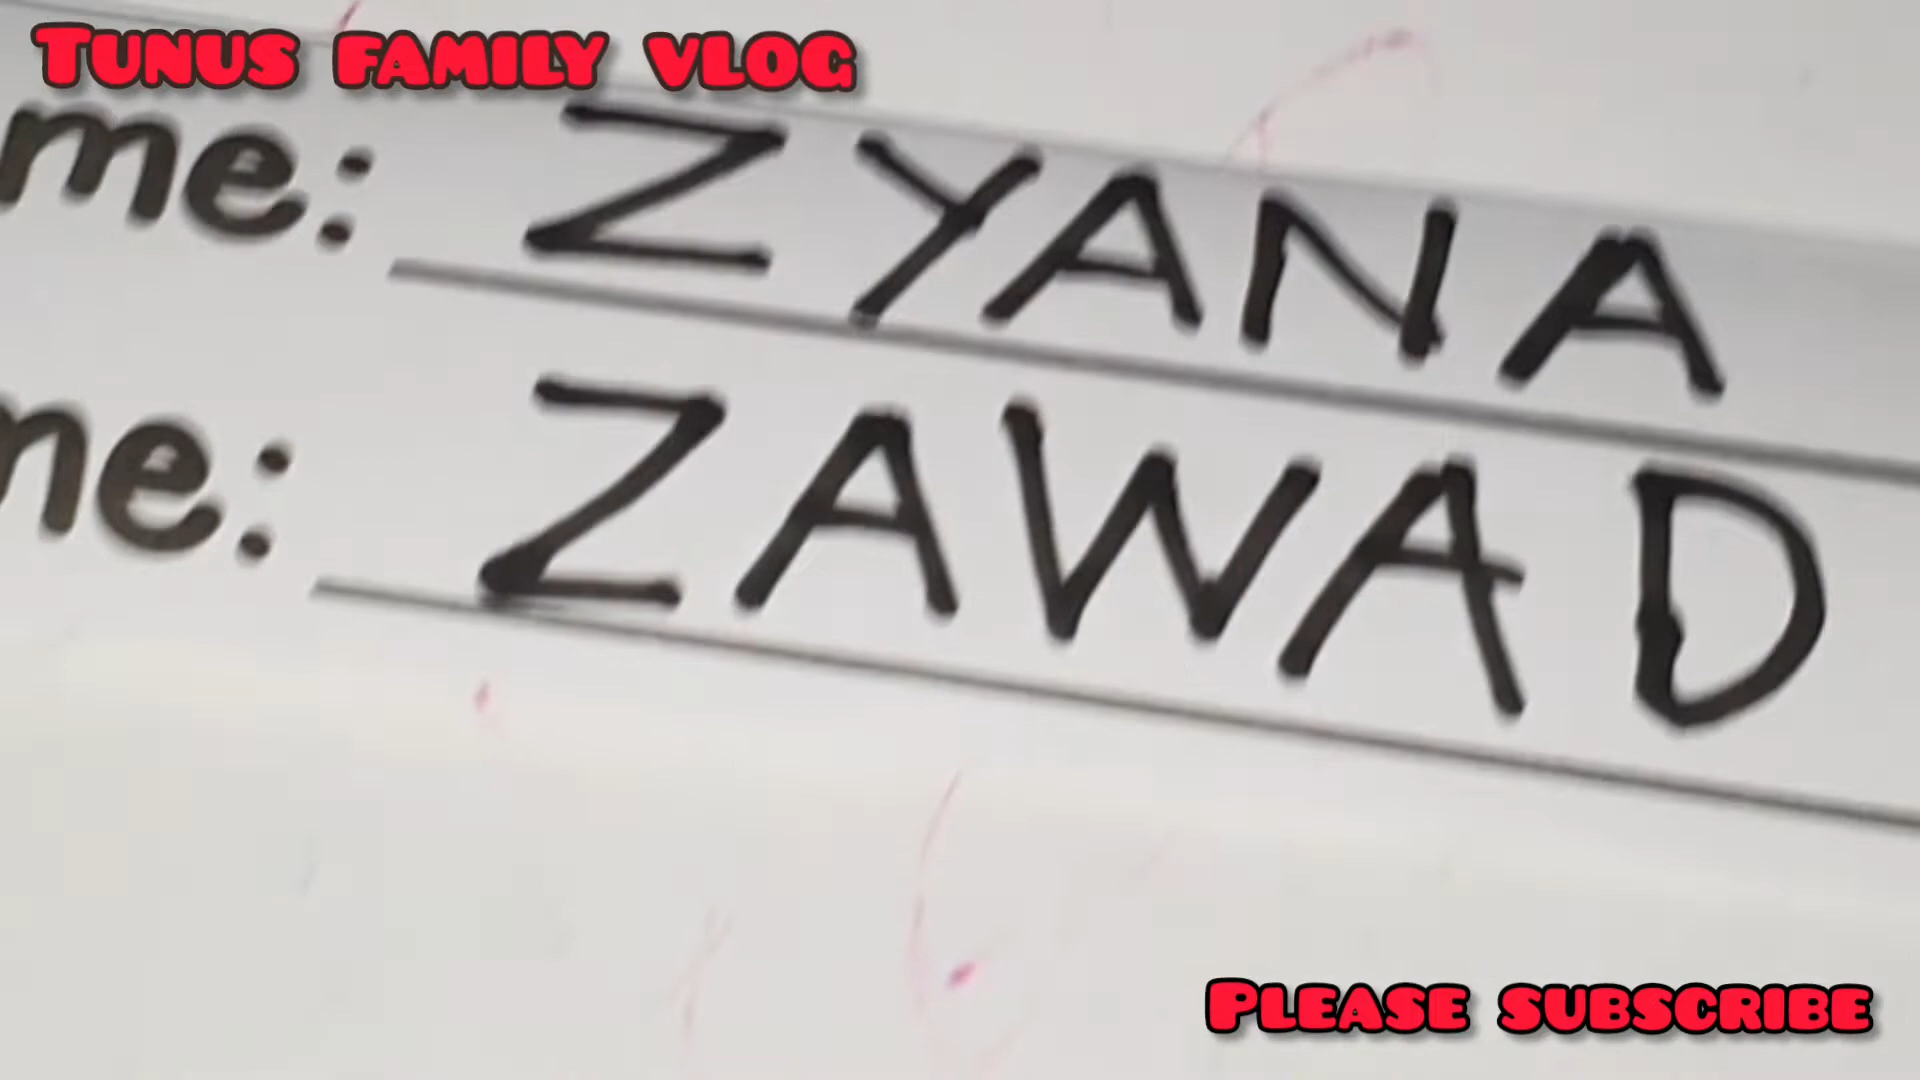 TUNUS FAMILY VLOG
me: ZYANA
me: ZAWAD
PLEASE SUBSCRIBE